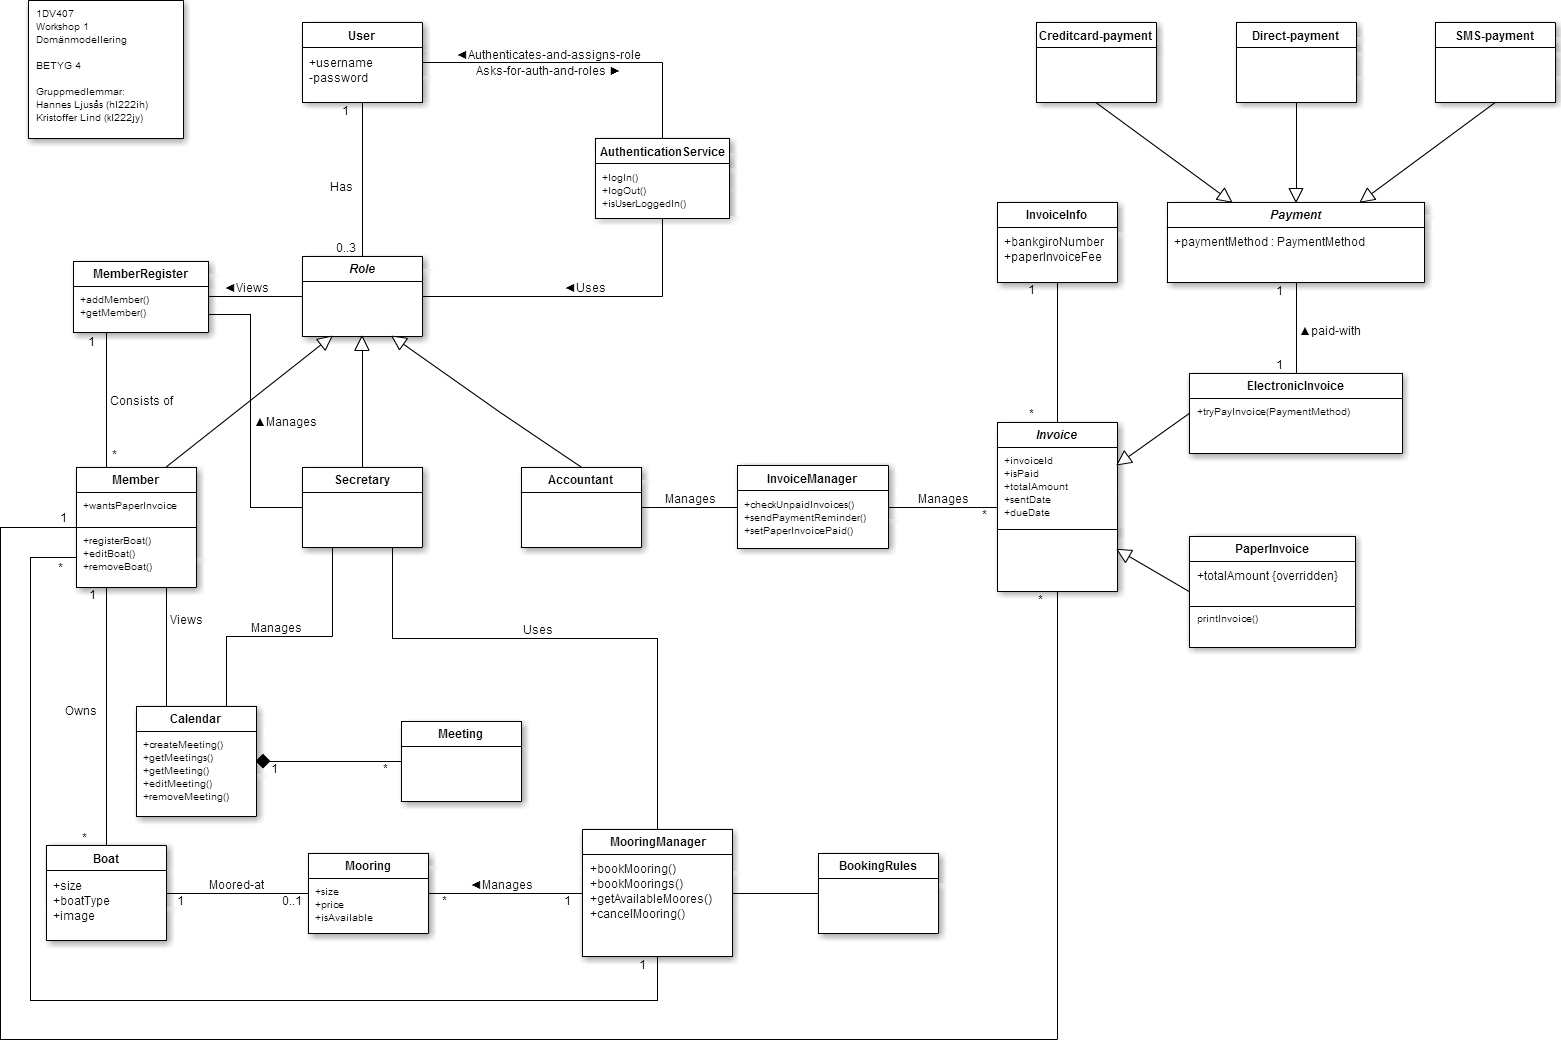 1DV407
Workshop 1
Domänmodellering
BETYG 4
Gruppmedlemmar:
Hannes Ljusås (hl222ih)
Kristoffer Lind (kl222jy)
User
+username
-password
◄Authenticates-and-assigns-role
Asks-for-auth-and-roles ►
Creditcard-payment
Direct-payment
SMS-payment
1
AuthenticationService
+logIn()
+logOut()
+isUserLoggedIn()
Has
0..3
InvoiceInfo
+bankgiroNumber
+paperInvoiceFee
1
Payment
+paymentMethod : PaymentMethod
1
▲paid-with
1
MemberRegister
+addMember()
+getMember()
1
◄Views
Role
◄Uses
Consists of
*
▲Manages
ElectronicInvoice
+tryPayInvoice(PaymentMethod)
*
Invoice
+invoiceId
+isPaid
+totalAmount
+sentDate
+dueDate
*
Member
+wantsPaperInvoice
+registerBoat()
+editBoat()
+removeBoat()
1
*
1
Secretary
Accountant
Manages
InvoiceManager
+checkUnpaidInvoices()
+sendPaymentReminder()
+setPaperInvoicePaid()
Manages
*
PaperInvoice
+totalAmount {overridden}
printInvoice()
Views
Manages
Uses
Owns
*
Calendar
+createMeeting()
+getMeetings()
+getMeeting()
+editMeeting()
+removeMeeting()
1
*
Meeting
Boat
+size
+boatType
+image
Moored-at
1
0..1
Mooring
+size
+price
+isAvailable
◄Manages
*
1
MooringManager
+bookMooring()
+bookMoorings()
+getAvailableMoores()
+cancelMooring()
1
BookingRules